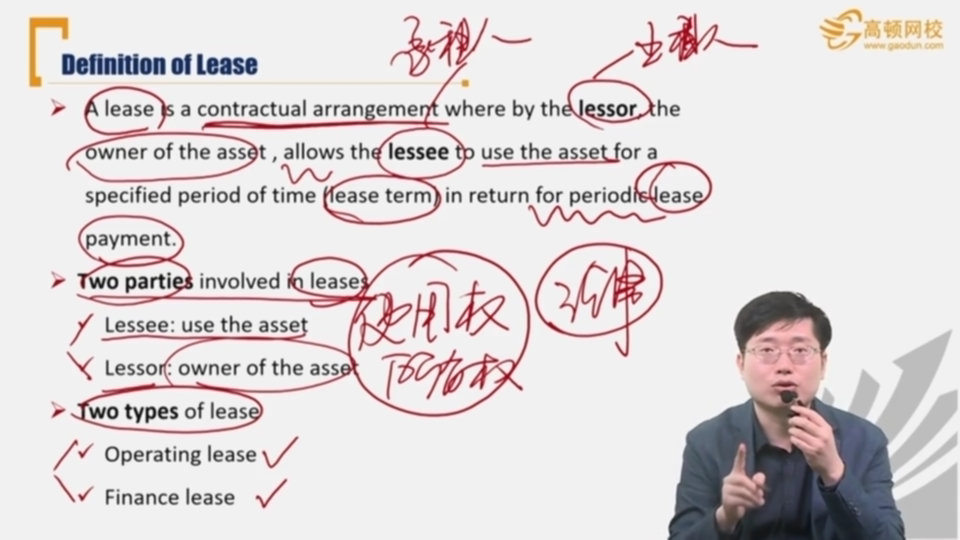 承租人
出租人
高顿网校
www.gaodun.com
Definition of Lease
A lease is a contractual arrangement where by the lessor, the
owner of the asset , allows the lessee to use the asset for a
specified period of time (lease term) in return for periodic lease
payment.
Two parties involved in leases
Lessee: use the asset
Lessor: owner of the asset
使用权
所有权
Two types of lease
Operating lease
Finance lease